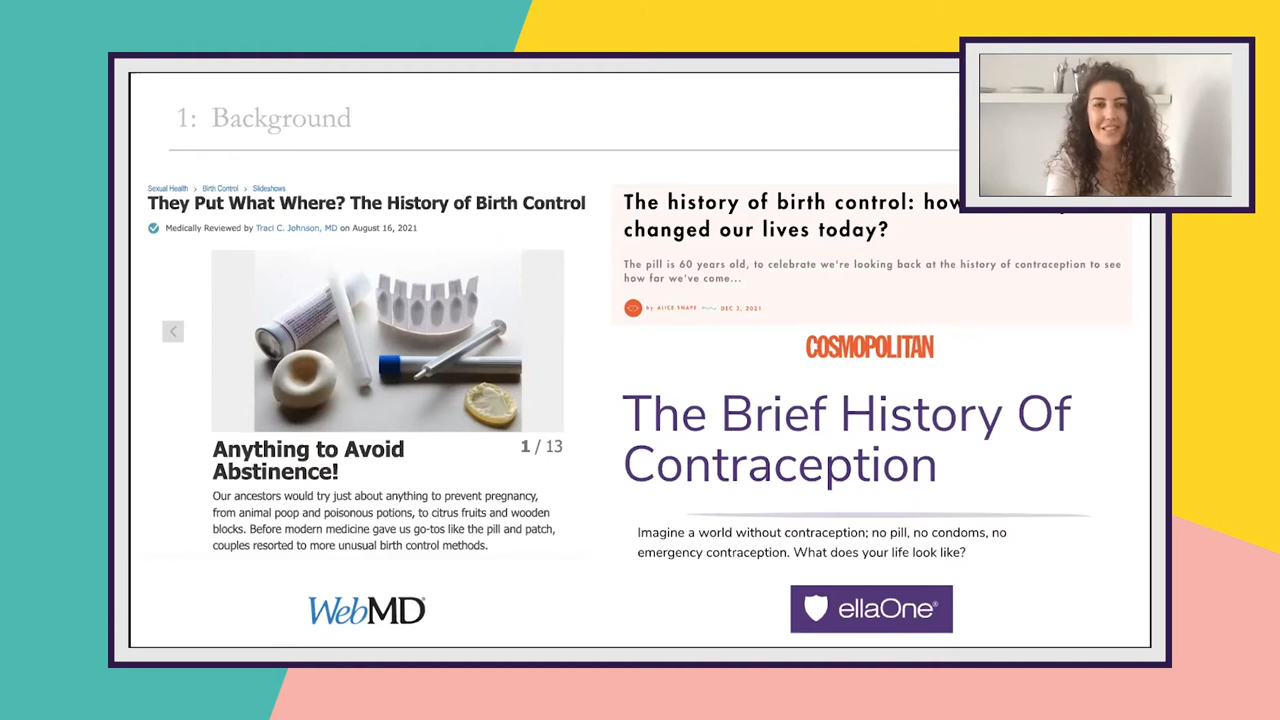 1: Background
Sexual Health > Birth Control > Slideshows
They Put What Where? The History of Birth Control
Medically Reviewed by Traci C. Johnson, MD on August 16, 2021
Anything to Avoid
Abstinence!
1 / 13
Our ancestors would try just about anything to prevent pregnancy,
from animal poop and poisonous potions, to citrus fruits and wooden
blocks. Before modern medicine gave us go-tos like the pill and patch,
couples resorted to more unusual birth control methods.
WebMD®
The history of birth control: how
changed our lives today?
The pill is 60 years old, to celebrate we're looking back at the history of contraception to see
how far we've come...
by ALICE SNAPE DEC 3, 2021
COSMOPOLITAN
The Brief History Of
Contraception
Imagine a world without contraception; no pill, no condoms, no
emergency contraception. What does your life look like?
ellaOne®